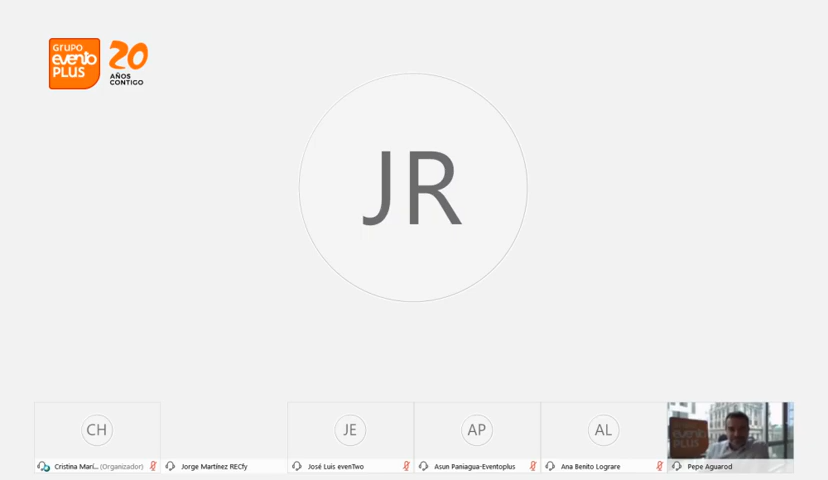 GRUPO
evento
PLUS
20
AÑOS
CONTIGO
JR
CH
JE
AP
AL
Cristina Marí... (Organizador)
Jorge Martínez RECfy
José Luis evenTwo
Asun Paniagua-Eventoplus
Ana Benito Lograre
Pepe Aguarod